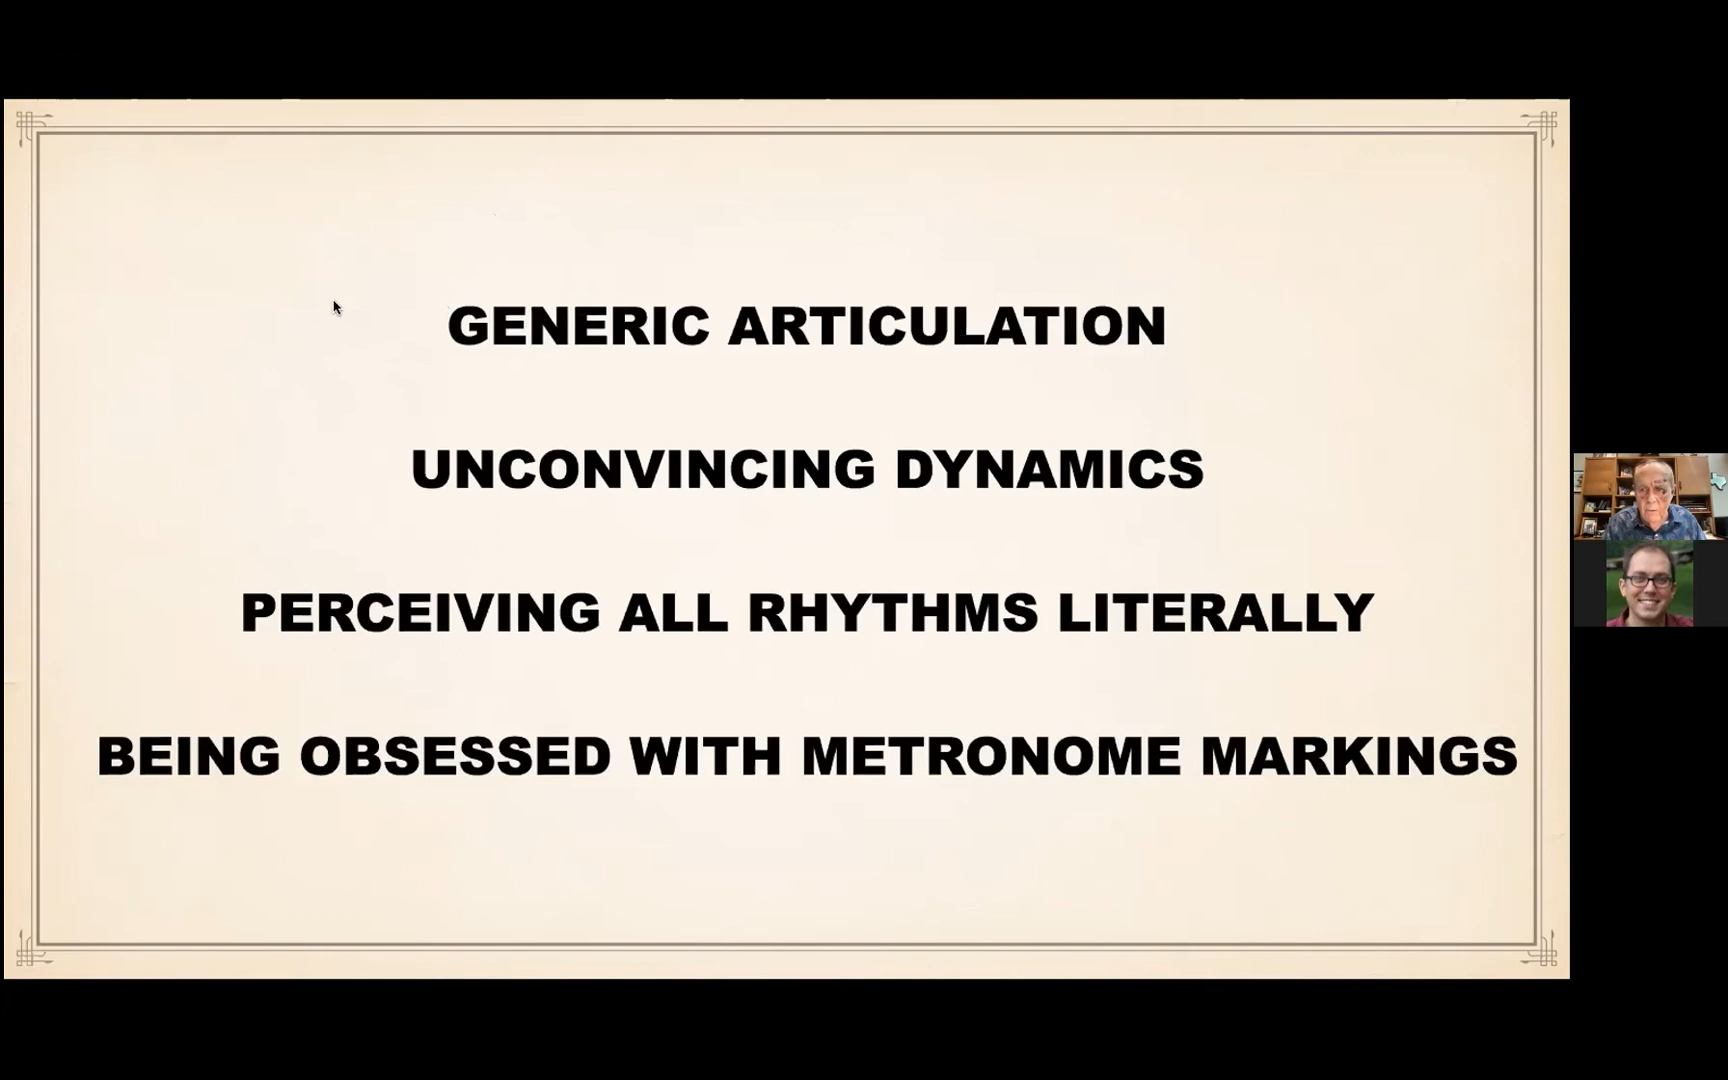 GENERIC ARTICULATION
UNCONVINCING DYNAMICS
PERCEIVING ALL RHYTHMS LITERALLY
BEING OBSESSED WITH METRONOME MARKINGS